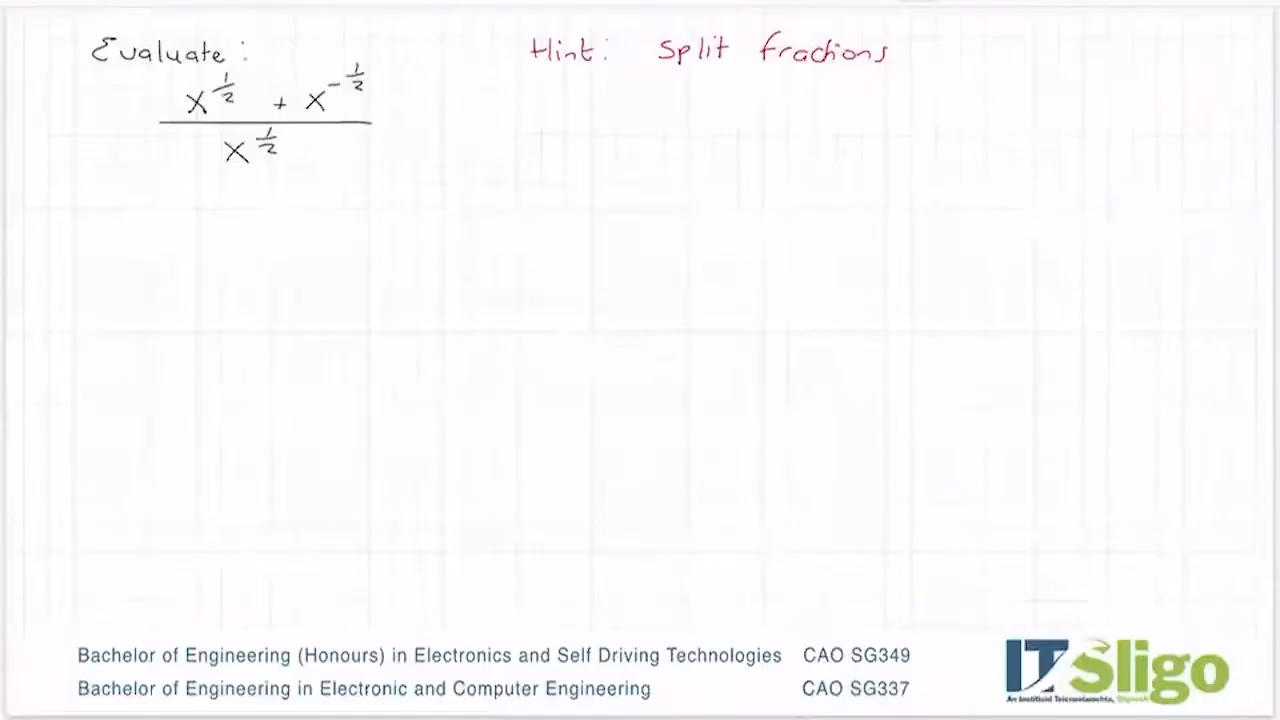 Evaluate: Hint: Split fractions
x^{1/2} + x^{-1/2}
x^{1/2}
Bachelor of Engineering (Honours) in Electronics and Self Driving Technologies CAO SG349
Bachelor of Engineering in Electronic and Computer Engineering CAO SG337
IT Sligo